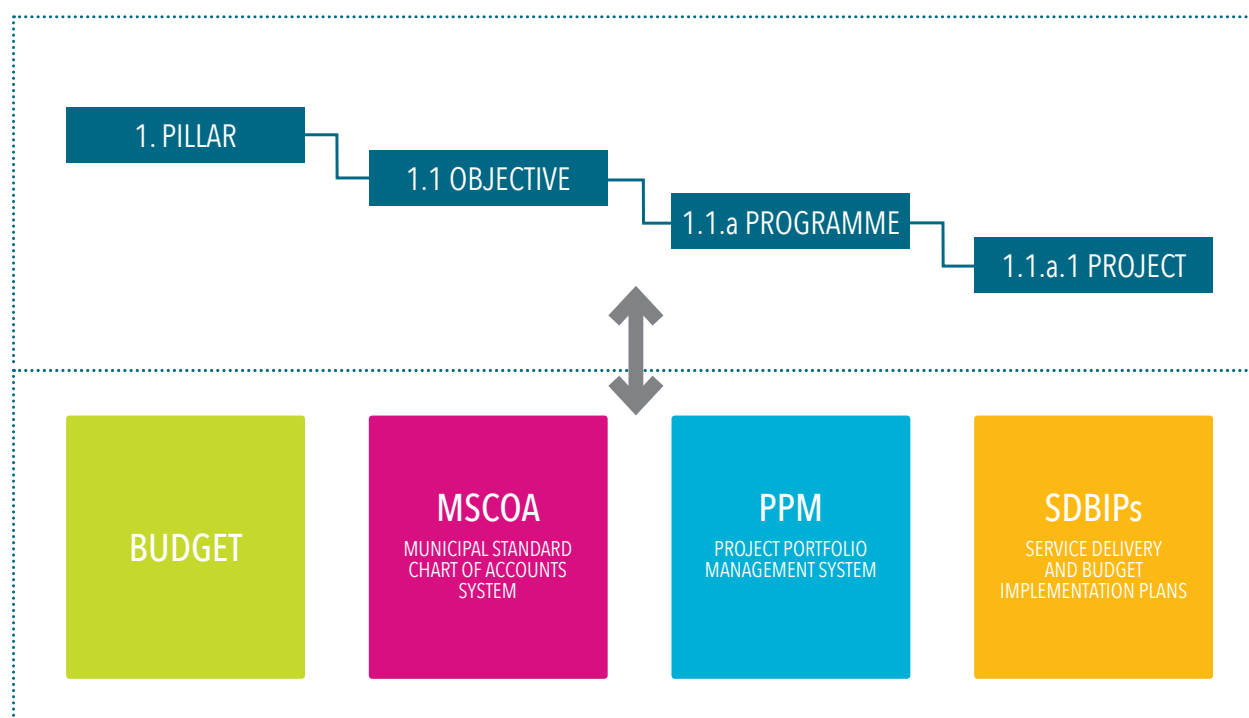 1. PILLAR
1.1 OBJECTIVE
1.1.a PROGRAMME
1.1.a.1 PROJECT
BUDGET
MSCOA
MUNICIPAL STANDARD
CHART OF ACCOUNTS
SYSTEM
PPM
PROJECT PORTFOLIO
MANAGEMENT SYSTEM
SDBIPs
SERVICE DELIVERY
AND BUDGET
IMPLEMENTATION PLANS